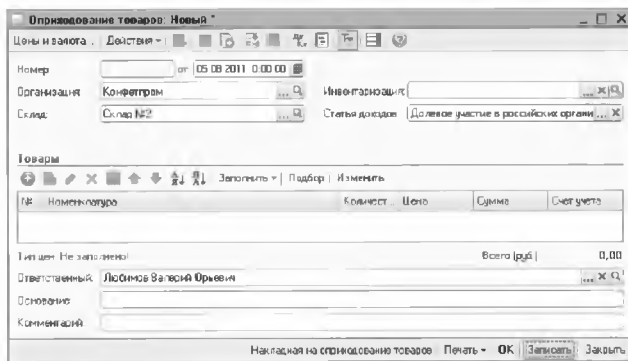 Оприходование товаров: Новый *
Цены и валюта... Действия
Номер от 05.08.2011 0:00:00
Организация Конфетпром ... Инвентаризация: ...
Склад: Склад №2 ... Статья доходов Долевое участие в российских органи ...
Товары
Заполнить Подбор Изменить
№ Номенклатура Количест... Цена Сумма Счет учета
Тип цен: Не заполнено! Всего (руб.) 0,00
Ответственный: Любимов Валерий Юрьевич ...
Основание:
Комментарий:
Накладная на оприходование товаров Печать OK Записать Закрыть